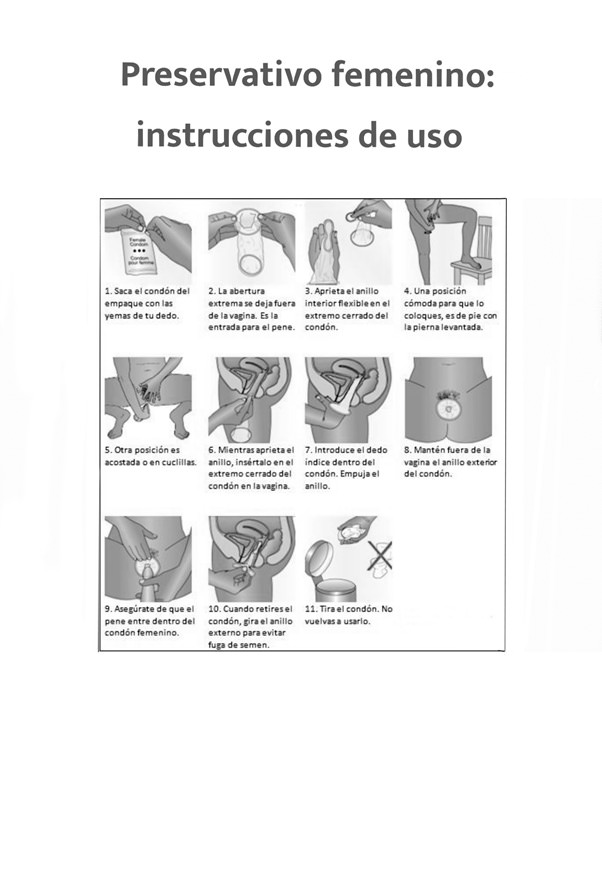 Preservativo femenino:
instrucciones de uso
Female
Condom
Condom
pour femme
1. Saca el condón del
empaque con las
yemas de tu dedo.
2. La abertura
extrema se deja fuera
de la vagina. Es la
entrada para el pene.
3. Aprieta el anillo
interior flexible en el
extremo cerrado del
condón.
4. Una posición
cómoda para que lo
coloques, es de pie con
la pierna levantada.
5. Otra posición es
acostada o en cuclillas.
6. Mientras aprieta el
anillo, insértalo en el
extremo cerrado del
condón en la vagina.
7. Introduce el dedo
índice dentro del
condón. Empuja el
anillo.
8. Mantén fuera de la
vagina el anillo exterior
del condón.
9. Asegúrate de que el
pene entre dentro del
condón femenino.
10. Cuando retires el
condón, gira el anillo
externo para evitar
fuga de semen.
11. Tira el condón. No
vuelvas a usarlo.